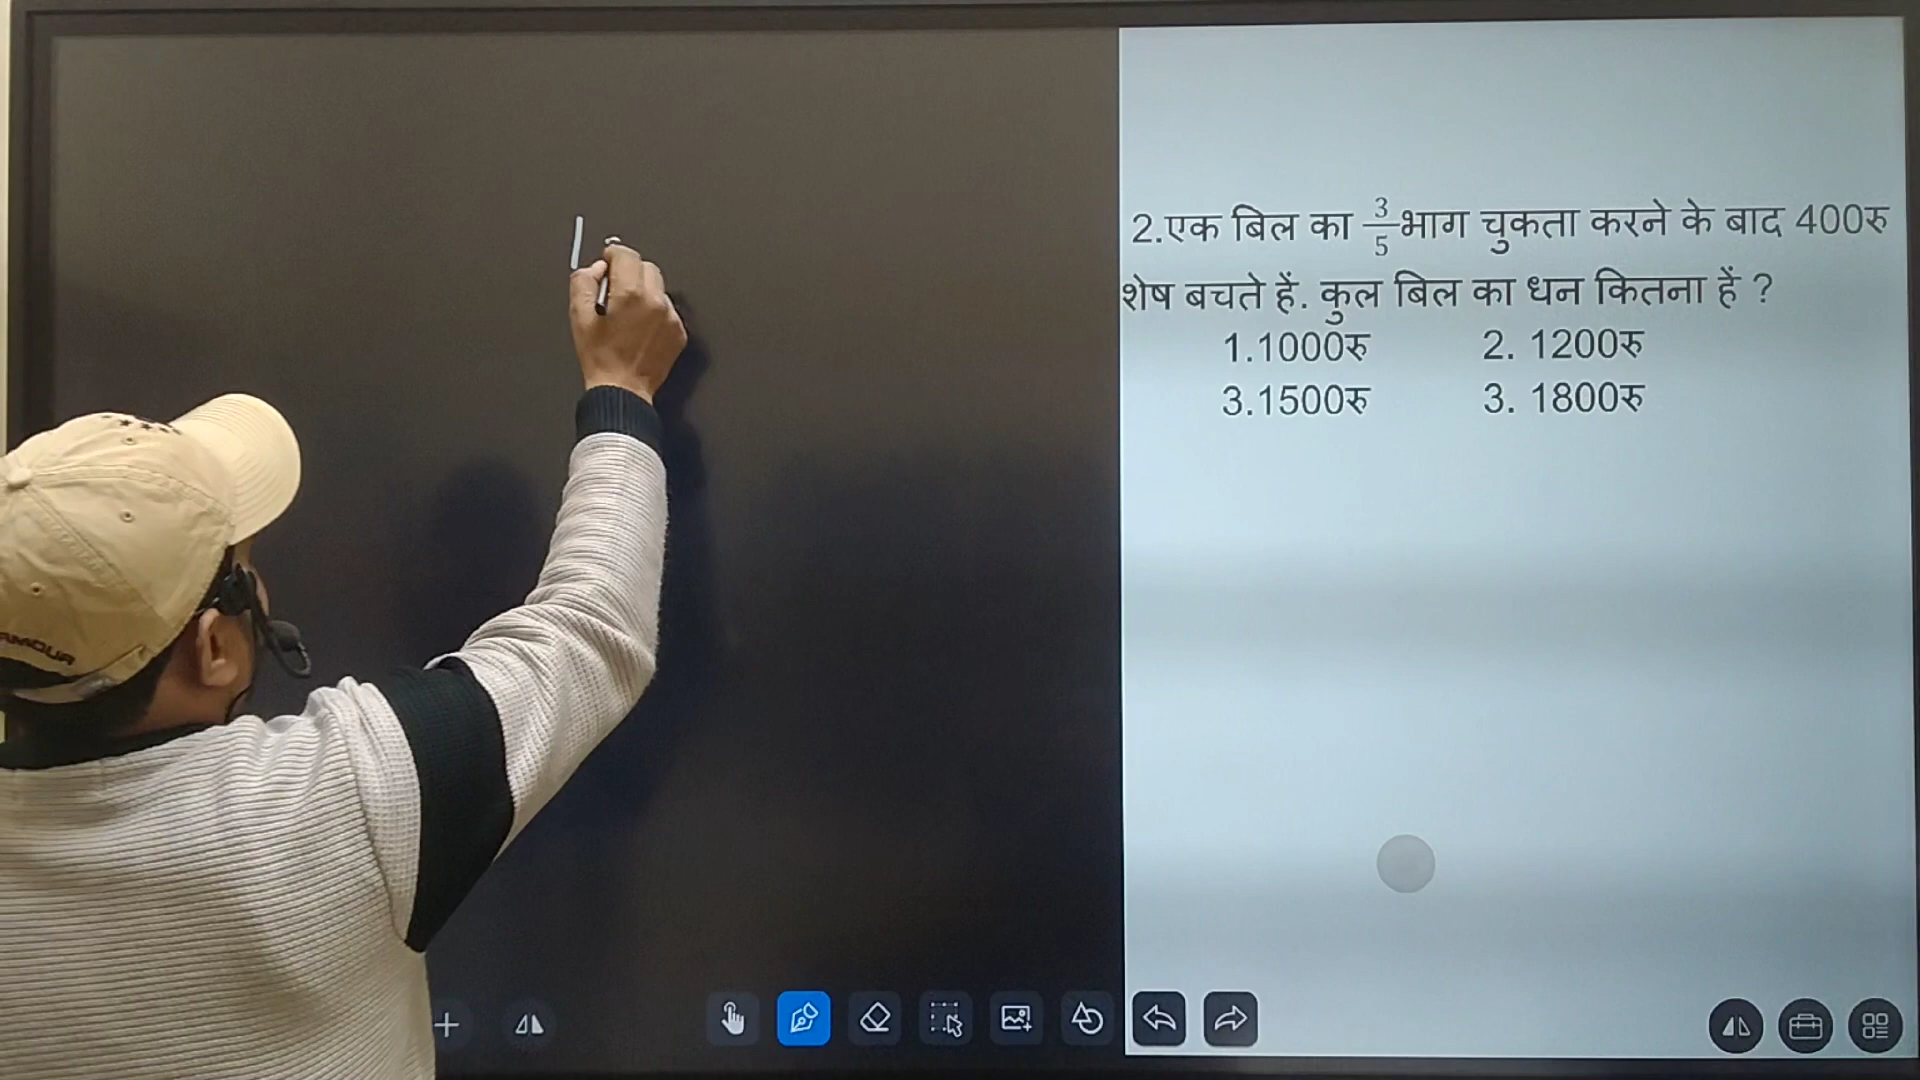 2.एक बिल का 3/5 भाग चुकता करने के बाद 400रु
शेष बचते हैं. कुल बिल का धन कितना हैं ?
1.1000रु 2. 1200रु
3.1500रु 3. 1800रु